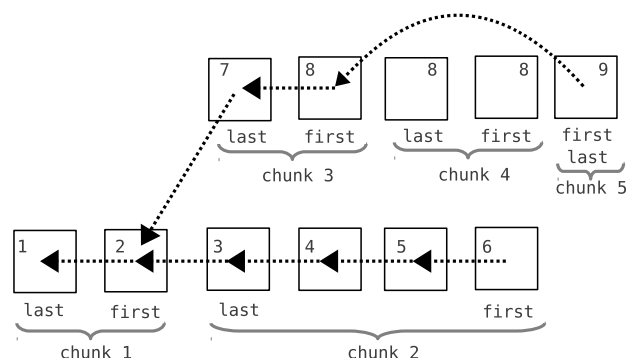 7 8 8 8 9
last first last first first
last
chunk 3 chunk 4 chunk 5
1 2 3 4 5 6
last first last first
chunk 1 chunk 2